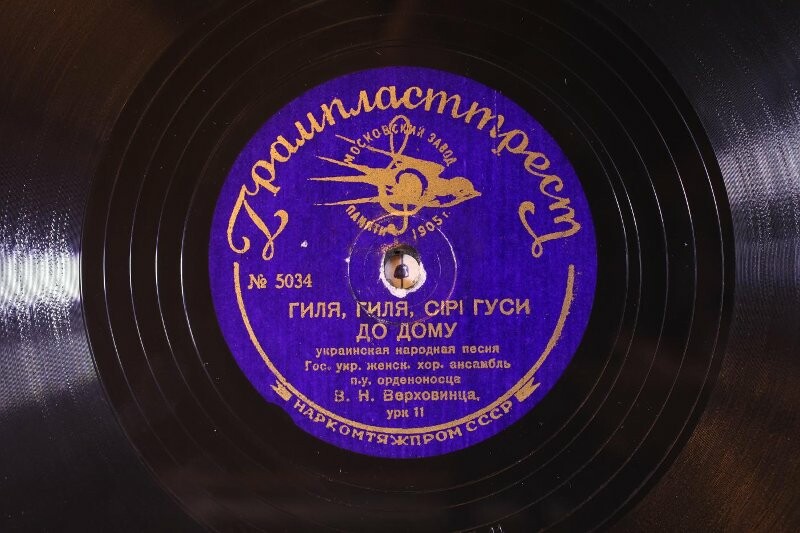 Грампласттрест
МОСКОВСКИЙ ЗАВОД
ПАМЯТИ 1905 г.
№ 5034
ГИЛЯ, ГИЛЯ, СІРІ ГУСИ
ДО ДОМУ
украинская народная песня
Гос. укр. женск. хор. ансамбль
п.у. орденоносца
В. Н. Верховинца,
урк 11
НАРКОМТЯЖПРОМ СССР